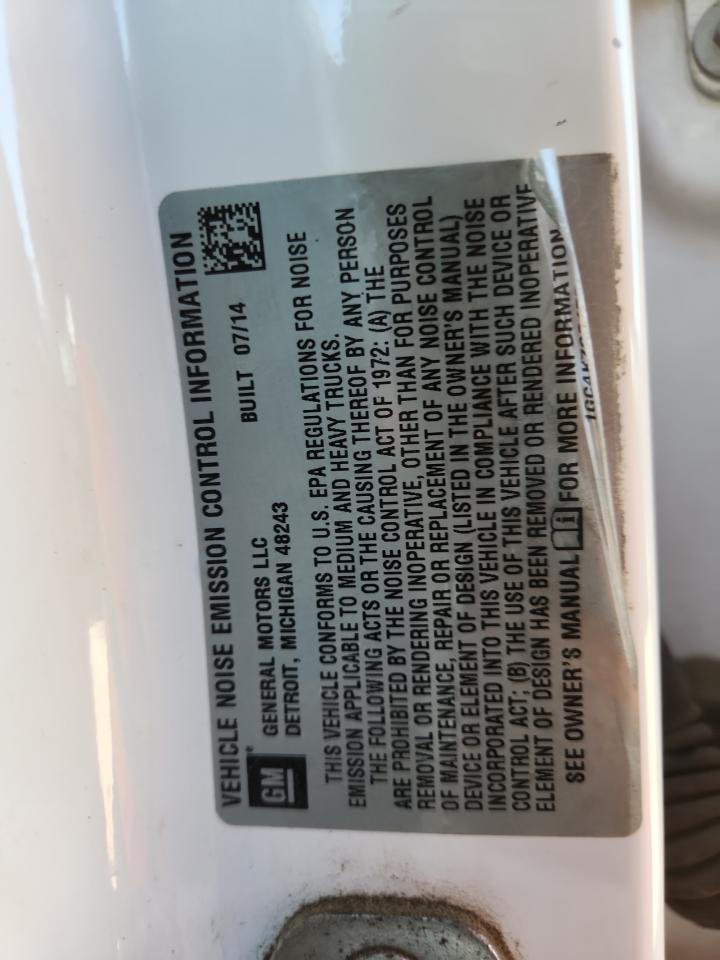 VEHICLE NOISE EMISSION CONTROL INFORMATION
GM
GENERAL MOTORS LLC
BUILT 07/14
DETROIT, MICHIGAN 48243
THIS VEHICLE CONFORMS TO U.S. EPA REGULATIONS FOR NOISE
EMISSION APPLICABLE TO MEDIUM AND HEAVY TRUCKS.
THE FOLLOWING ACTS OR THE CAUSING THEREOF BY ANY PERSON
ARE PROHIBITED BY THE NOISE CONTROL ACT OF 1972: (A) THE
REMOVAL OR RENDERING INOPERATIVE, OTHER THAN FOR PURPOSES
OF MAINTENANCE, REPAIR OR REPLACEMENT OF ANY NOISE CONTROL
DEVICE OR ELEMENT OF DESIGN (LISTED IN THE OWNER'S MANUAL)
INCORPORATED INTO THIS VEHICLE IN COMPLIANCE WITH THE NOISE
CONTROL ACT; (B) THE USE OF THIS VEHICLE AFTER SUCH DEVICE OR
ELEMENT OF DESIGN HAS BEEN REMOVED OR RENDERED INOPERATIVE
SEE OWNER'S MANUAL i FOR MORE INFORMATION